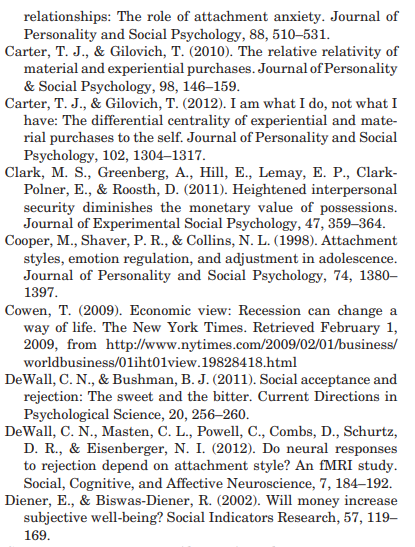 relationships: The role of attachment anxiety. Journal of
Personality and Social Psychology, 88, 510–531.
Carter, T. J., & Gilovich, T. (2010). The relative relativity of
material and experiential purchases. Journal of Personality
& Social Psychology, 98, 146–159.
Carter, T. J., & Gilovich, T. (2012). I am what I do, not what I
have: The differential centrality of experiential and mate-
rial purchases to the self. Journal of Personality and Social
Psychology, 102, 1304–1317.
Clark, M. S., Greenberg, A., Hill, E., Lemay, E. P., Clark-
Polner, E., & Roosth, D. (2011). Heightened interpersonal
security diminishes the monetary value of possessions.
Journal of Experimental Social Psychology, 47, 359–364.
Cooper, M., Shaver, P. R., & Collins, N. L. (1998). Attachment
styles, emotion regulation, and adjustment in adolescence.
Journal of Personality and Social Psychology, 74, 1380–
1397.
Cowen, T. (2009). Economic view: Recession can change a
way of life. The New York Times. Retrieved February 1,
2009, from http://www.nytimes.com/2009/02/01/business/
worldbusiness/01iht01view.19828418.html
DeWall, C. N., & Bushman, B. J. (2011). Social acceptance and
rejection: The sweet and the bitter. Current Directions in
Psychological Science, 20, 256–260.
DeWall, C. N., Masten, C. L., Powell, C., Combs, D., Schurtz,
D. R., & Eisenberger, N. I. (2012). Do neural responses
to rejection depend on attachment style? An fMRI study.
Social, Cognitive, and Affective Neuroscience, 7, 184–192.
Diener, E., & Biswas-Diener, R. (2002). Will money increase
subjective well-being? Social Indicators Research, 57, 119–
169.